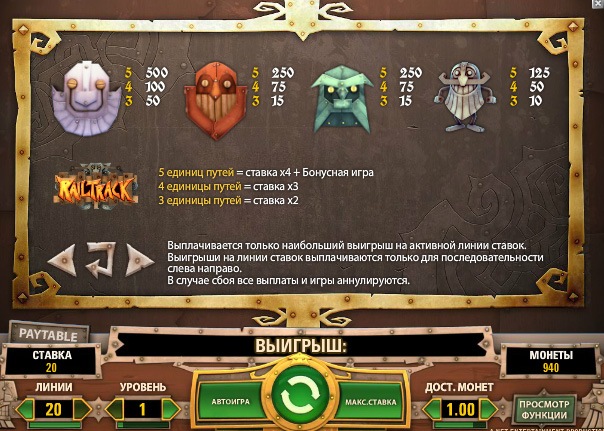 5 500 5 250 5 250 5 125
4 100 4 75 4 75 4 50
3 50 3 15 3 15 3 10
RAILTRACK
5 единиц путей = ставка x4 + Бонусная игра
4 единицы путей = ставка x3
3 единицы путей = ставка x2
Выплачивается только наибольший выигрыш на активной линии ставок.
Выигрыши на линии ставок выплачиваются только для последовательности
слева направо.
В случае сбоя все выплаты и игры аннулируются.
PAYTABLE
ВЫИГРЫШ:
СТАВКА
20
МОНЕТЫ
940
ЛИНИИ УРОВЕНЬ ДОСТ. МОНЕТ
20 1 АВТОИГРА МАКС.СТАВКА 1.00
ПРОСМОТР
ФУНКЦИИ
NET ENTERTAINMENT PRODUCTION